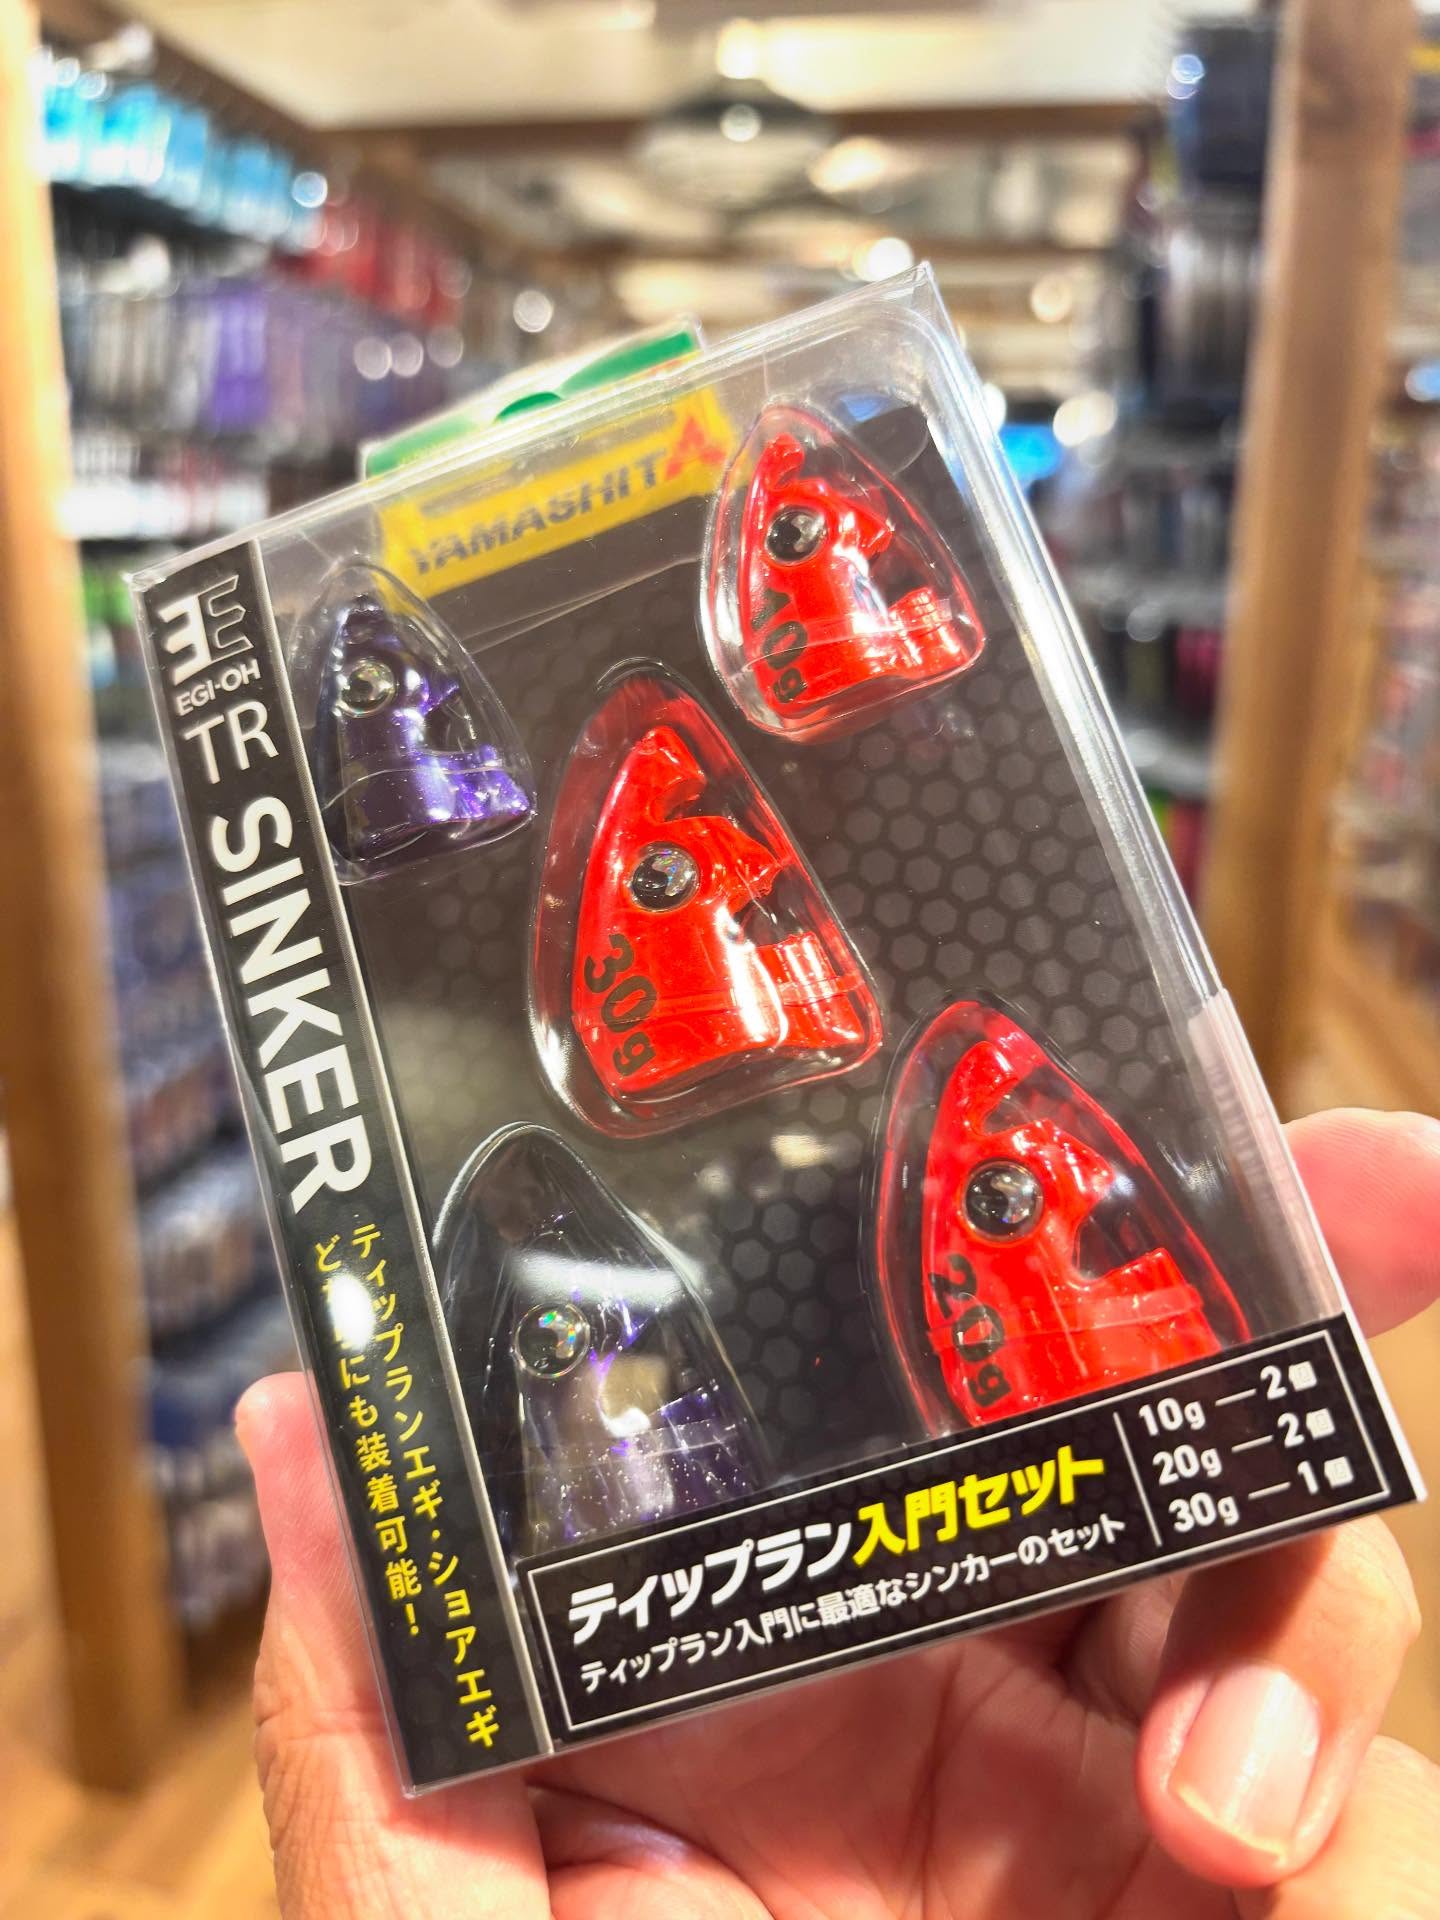 YAMASHITA
EGI-OH
TR SINKER
ティップランエギ・ショアエギ
にも装着可能!
10g
30g
20g
ティップラン入門セット
ティップラン入門に最適なシンカーのセット
10g — 2個
20g — 2個
30g — 1個